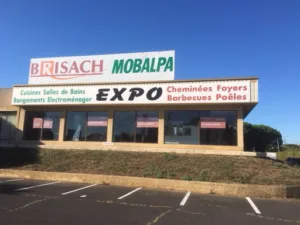 BRISACH MOBALPA
Cuisines Salles de Bains
Rangements Electroménager
EXPO
Cheminées Foyers
Barbecues Poêles